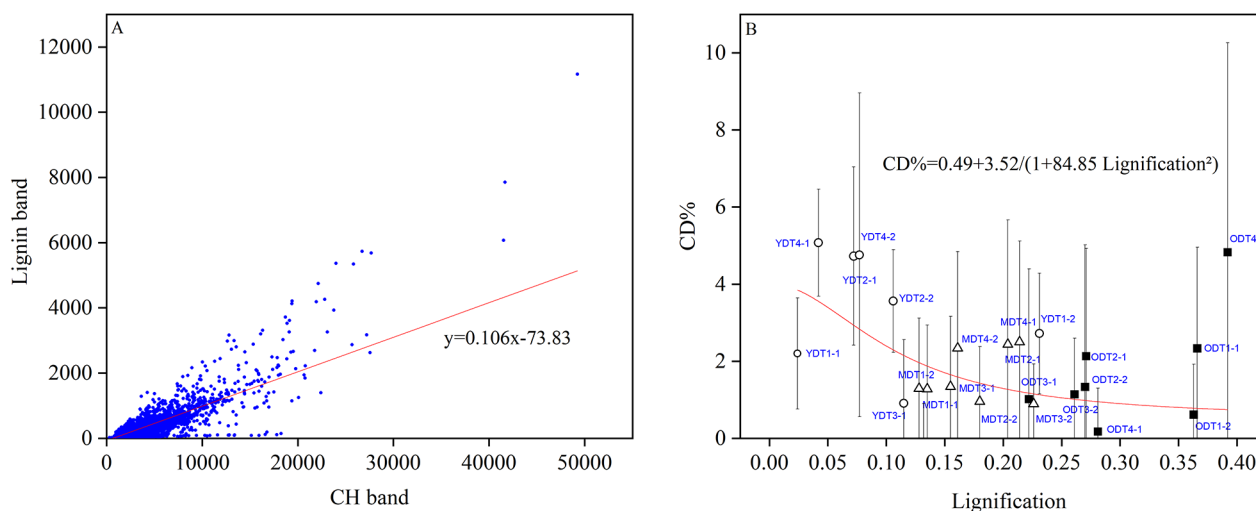 A
12000
10000
8000
6000
4000
2000
0
Lignin band
y=0.106x-73.83
0
10000
20000
30000
40000
50000
CH band
B
10
8
6
4
2
0
CD%
CD%=0.49+3.52/(1+84.85 Lignification²)
YDT4-1
YDT4-2
YDT2-1
YDT2-2
YDT1-1
YDT3-1
MDT1-2
MDT1-1
MDT4-2
MDT3-1
MDT2-2
MDT4-1
MDT2-1
YDT1-2
ODT3-1
MDT3-2
ODT2-1
ODT2-2
ODT3-2
ODT4-1
ODT1-1
ODT1-2
ODT4
0.00
0.05
0.10
0.15
0.20
0.25
0.30
0.35
0.40
Lignification